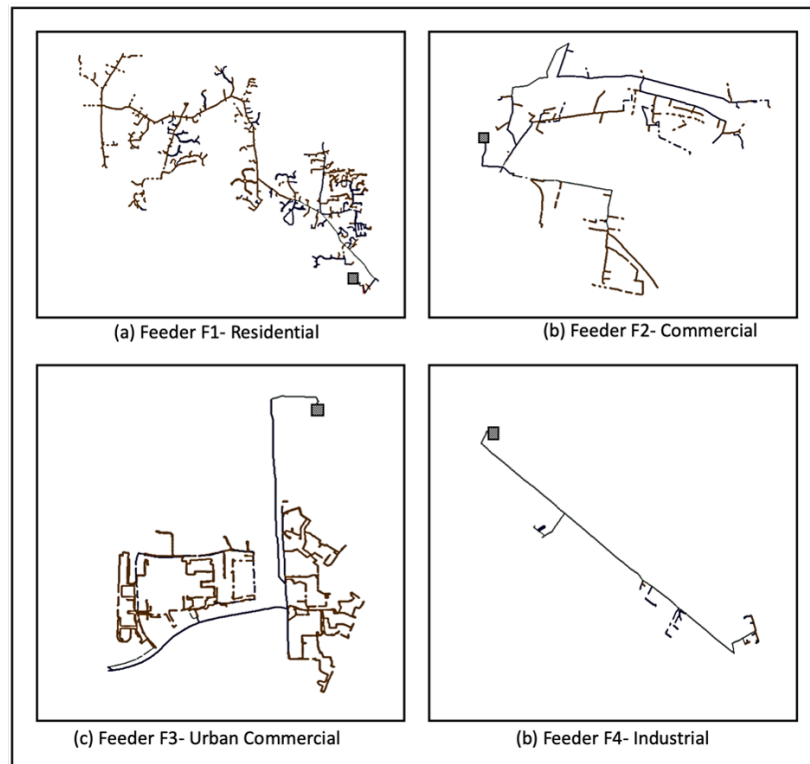 (a) Feeder F1- Residential
(b) Feeder F2- Commercial
(c) Feeder F3- Urban Commercial
(b) Feeder F4- Industrial